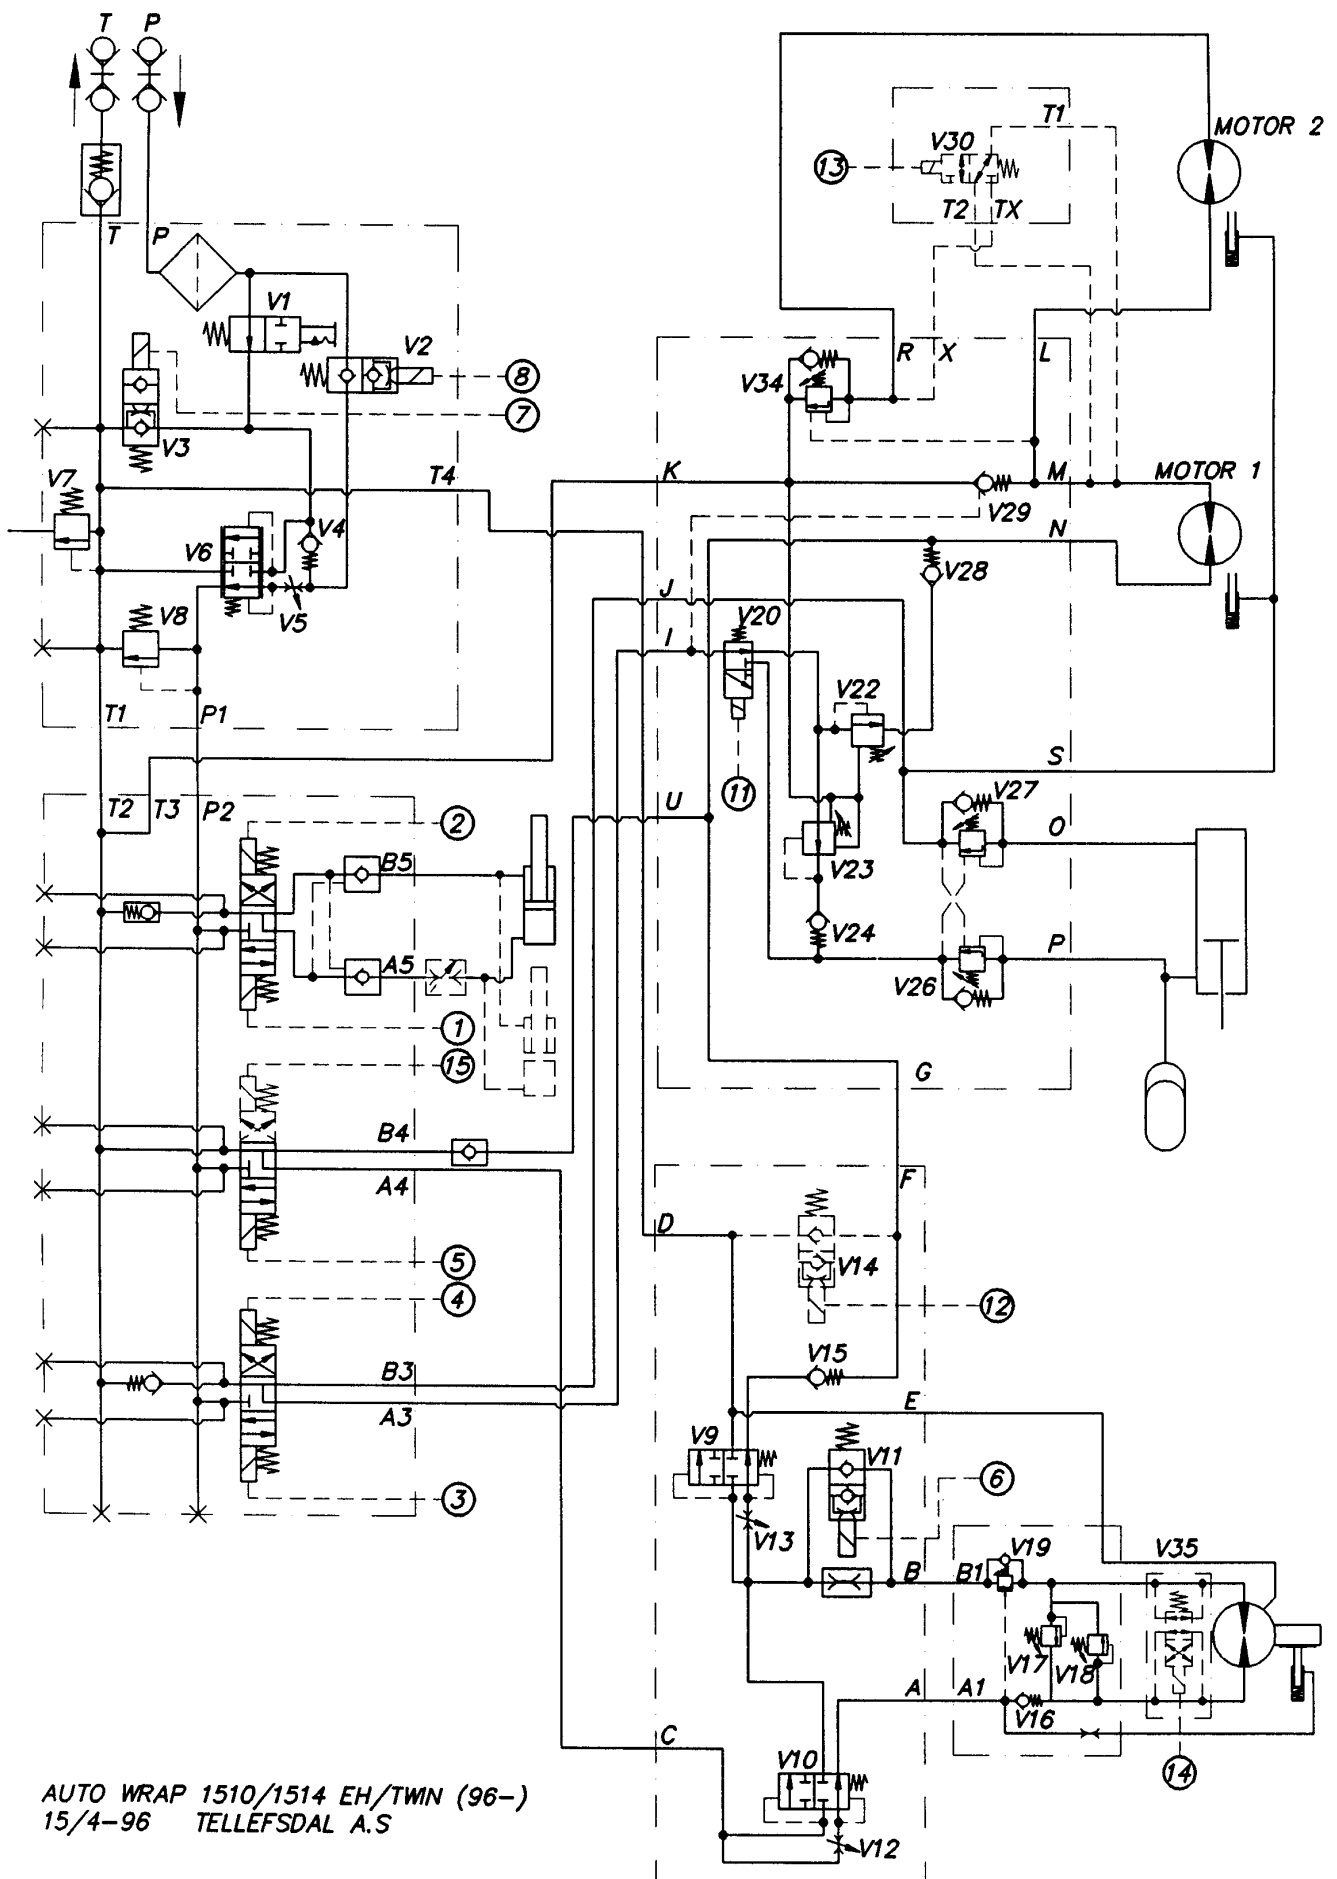 T P
T1
MOTOR 2
V30
13
T2 TX
T P
V1
V2
R X L
8
V34
7
V3
V7
T4
K
M
MOTOR 1
V29
V6
V4
N
V28
V5
J
V20
V8
I
V22
T1
P1
S
V27
11
T2 T3 P2
2
U
O
B5
V23
V24
A5
P
V26
1
15
G
B4
A4
F
D
V14
5
4
12
V15
B3
A3
E
V9
V11
6
3
V13
V19
V35
B
B1
V17
V18
A
A1
V16
C
V10
14
AUTO WRAP 1510/1514 EH/TWIN (96-)
15/4-96 TELLEFSDAL A.S
V12